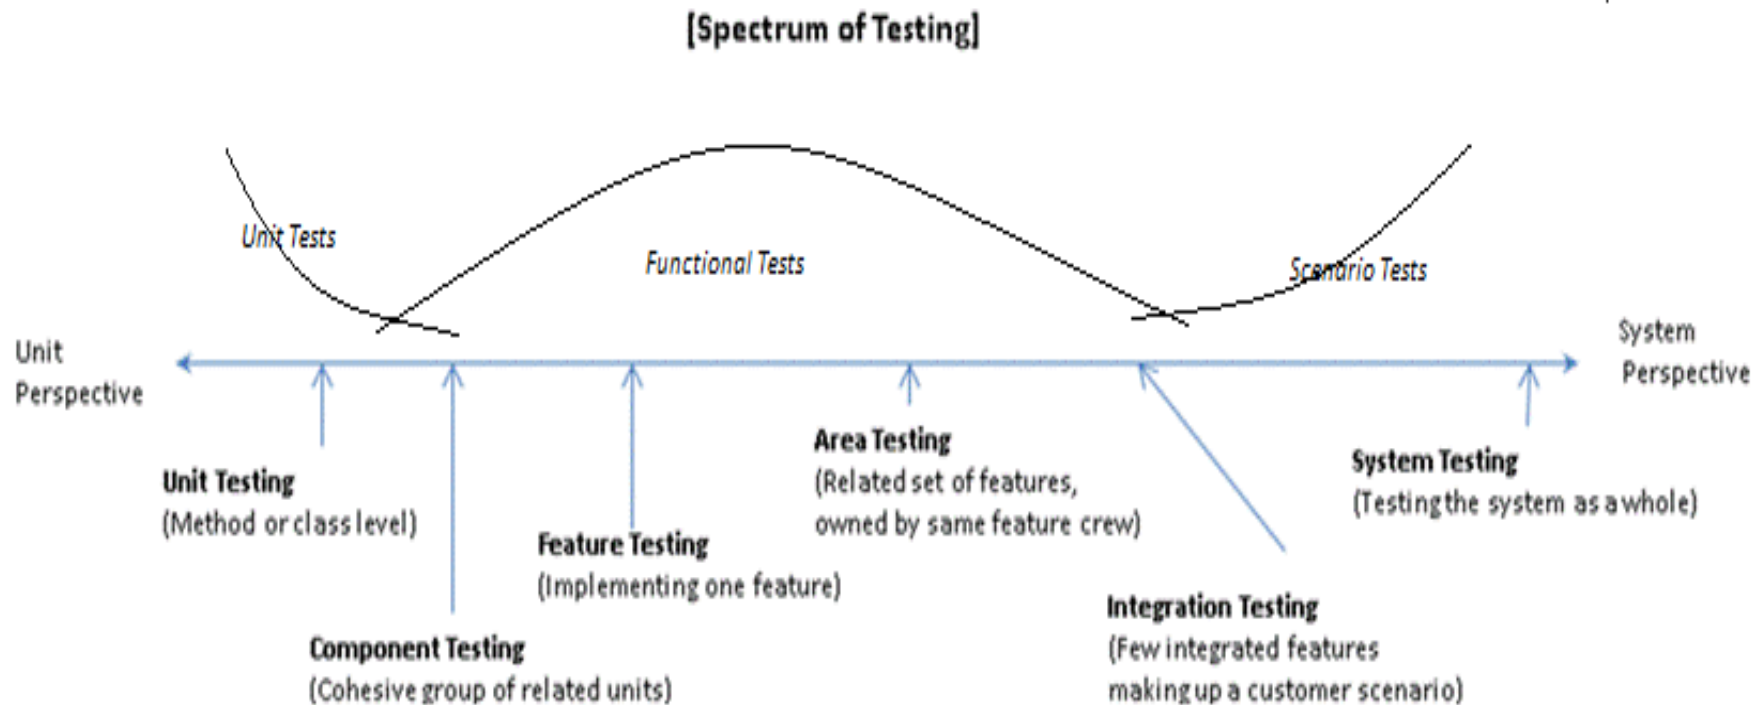 [Spectrum of Testing]
Unit Tests
Functional Tests
Scenario Tests
Unit
Perspective
System
Perspective
Unit Testing
(Method or class level)
Component Testing
(Cohesive group of related units)
Feature Testing
(Implementing one feature)
Area Testing
(Related set of features,
owned by same feature crew)
Integration Testing
(Few integrated features
making up a customer scenario)
System Testing
(Testing the system as a whole)